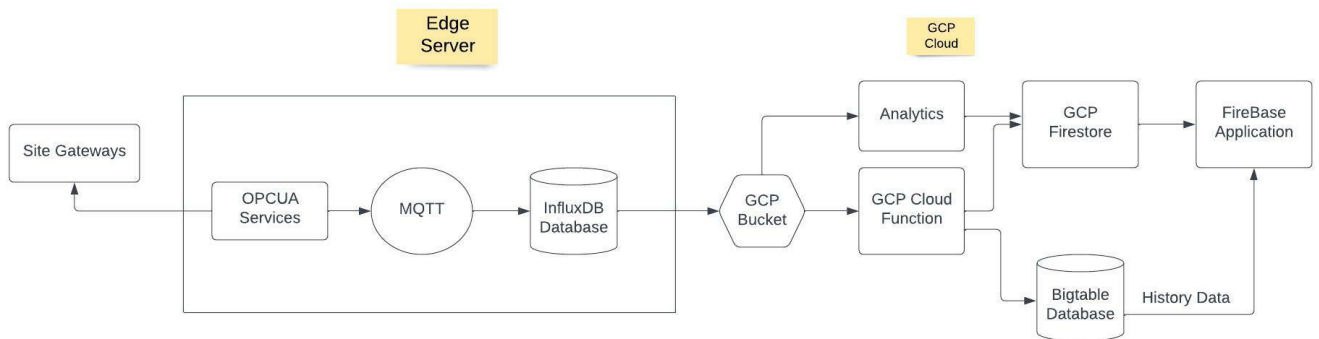 Edge
Server
GCP
Cloud
Site Gateways
OPCUA
Services
MQTT
InfluxDB
Database
GCP
Bucket
Analytics
GCP Cloud
Function
GCP
Firestore
FireBase
Application
Bigtable
Database
History Data